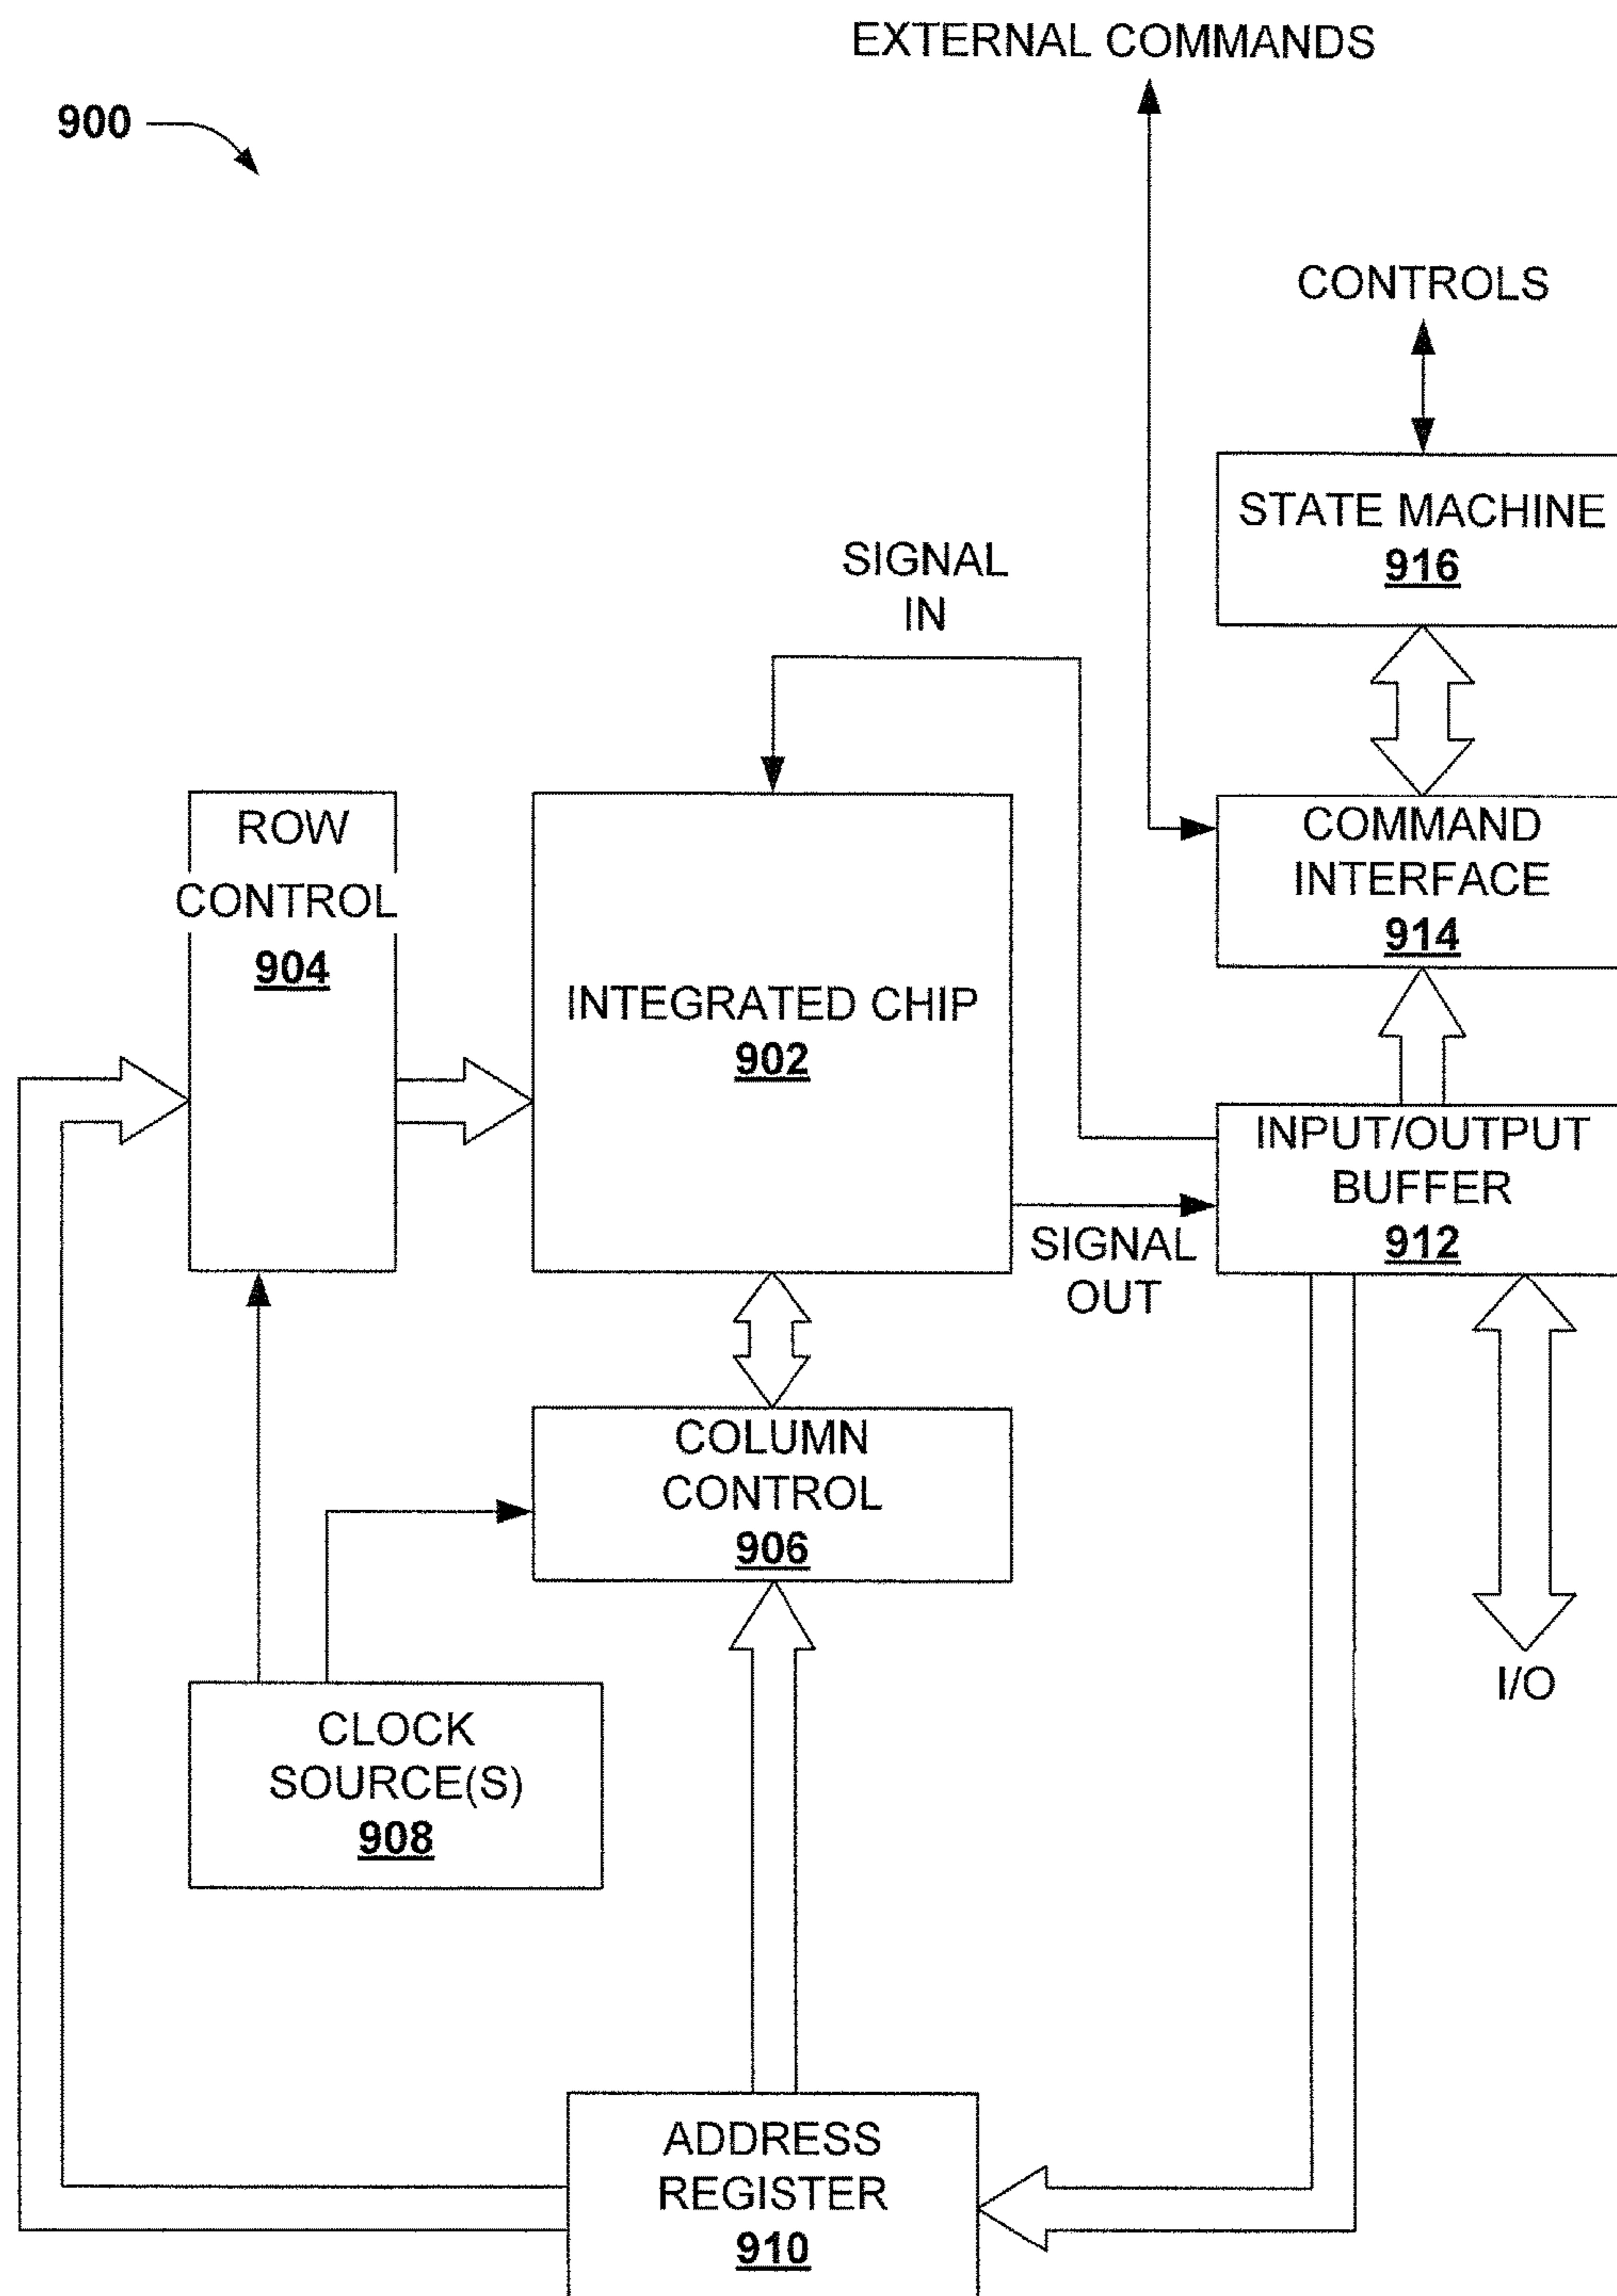 EXTERNAL COMMANDS
900
CONTROLS
STATE MACHINE
916
SIGNAL
IN
ROW
CONTROL
904
INTEGRATED CHIP
902
COMMAND
INTERFACE
914
INPUT/OUTPUT
BUFFER
912
SIGNAL
OUT
COLUMN
CONTROL
906
I/O
CLOCK
SOURCE(S)
908
ADDRESS
REGISTER
910